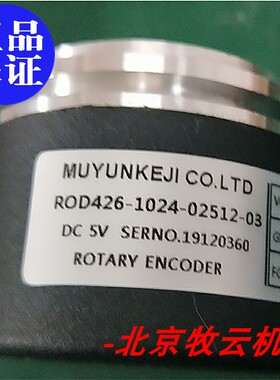 品
证
MUYUNKEJI CO.LTD
ROD426-1024-02512-03
DC 5V SERNO.19120360
ROTARY ENCODER
-北京牧云机